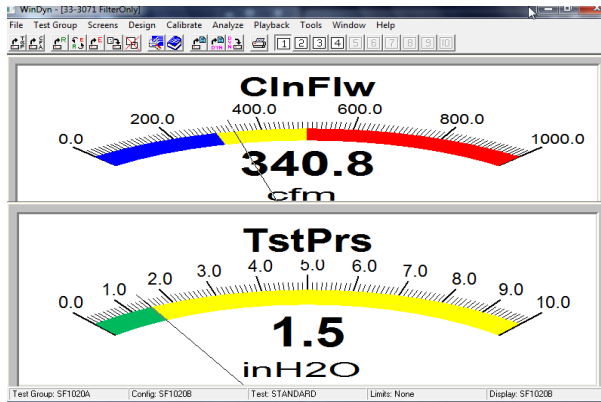 WinDyn - [33-3071 FilterOnly]
File Test Group Screens Design Calibrate Analyze Playback Tools Window Help
1 2 3 4 5 6 7 8 9 10
ClnFlw
0.0 200.0 400.0 600.0 800.0 1000.0
340.8
cfm
TstPrs
0.0 1.0 2.0 3.0 4.0 5.0 6.0 7.0 8.0 9.0 10.0
1.5
inH2O
Test Group: SF1020A Config: SF1020B Test: STANDARD Limits: None Display: SF1020B